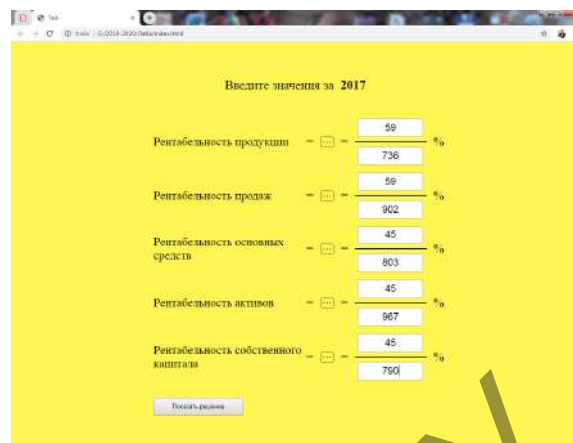 Task
Введите значения за 2017
59
Рентабельность продукции = ... = %
736
59
Рентабельность продаж = ... = %
902
45
Рентабельность основных средств = ... = %
803
45
Рентабельность активов = ... = %
967
45
Рентабельность собственного капитала = ... = %
790
Показать решение